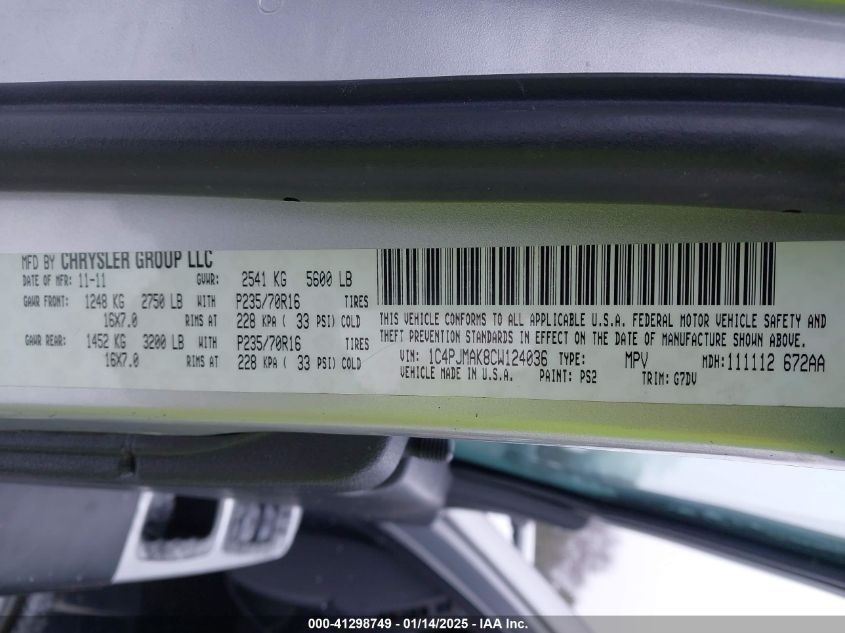 MFD BY CHRYSLER GROUP LLC
DATE OF MFR: 11-11 GVWR: 2541 KG 5600 LB
GAWR FRONT: 1248 KG 2750 LB WITH P235/70R16 TIRES
16X7.0 RIMS AT 228 KPA ( 33 PSI) COLD
GAWR REAR: 1452 KG 3200 LB WITH P235/70R16 TIRES
16X7.0 RIMS AT 228 KPA ( 33 PSI) COLD
THIS VEHICLE CONFORMS TO ALL APPLICABLE U.S.A. FEDERAL MOTOR VEHICLE SAFETY AND
THEFT PREVENTION STANDARDS IN EFFECT ON THE DATE OF MANUFACTURE SHOWN ABOVE.
VIN: 1C4PJMAK8CW124036 TYPE: MPV MDH: 111112 672AA
VEHICLE MADE IN U.S.A. PAINT: PS2 TRIM: G7DV
000-41298749 - 01/14/2025 - IAA Inc.